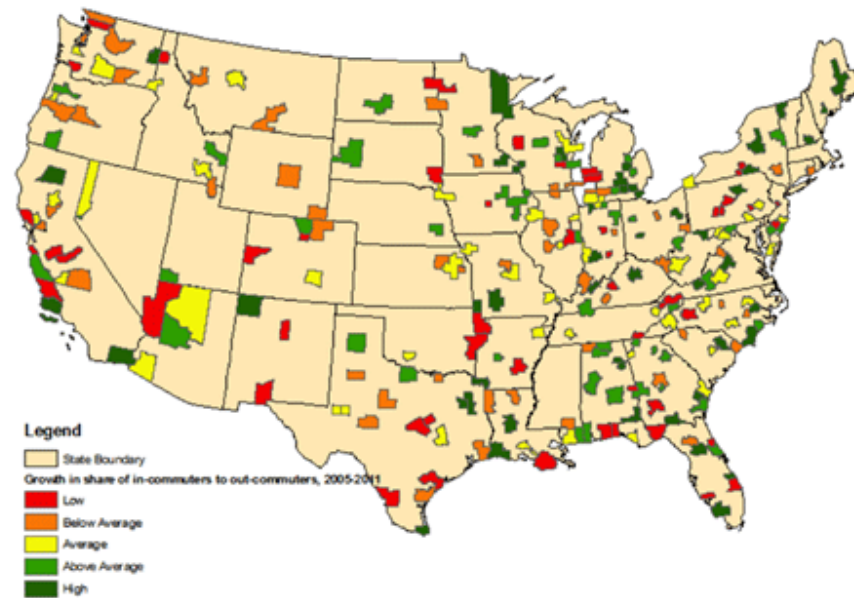 Legend
State Boundary
Growth in share of in-commuters to out-commuters, 2005-2011
Low
Below Average
Average
Above Average
High